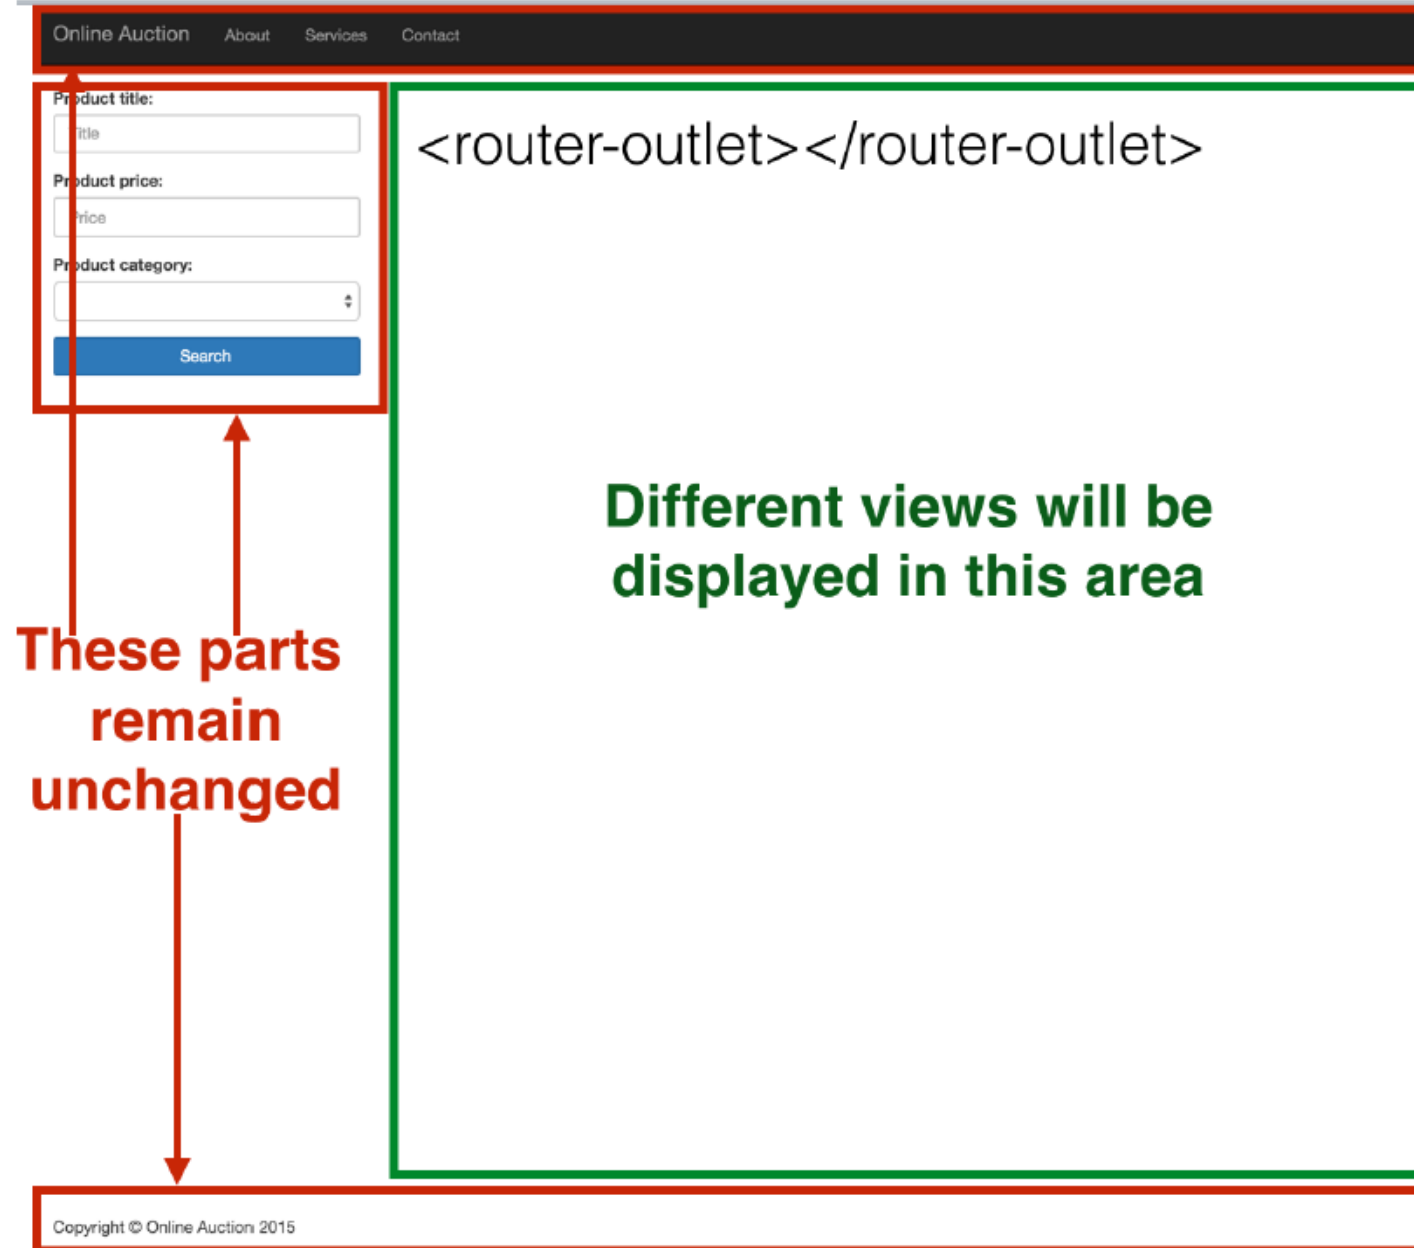 Online Auction About Services Contact
Product title:
Title
Product price:
Price
Product category:
Search
<router-outlet></router-outlet>
Different views will be
displayed in this area
These parts
remain
unchanged
Copyright © Online Auction 2015